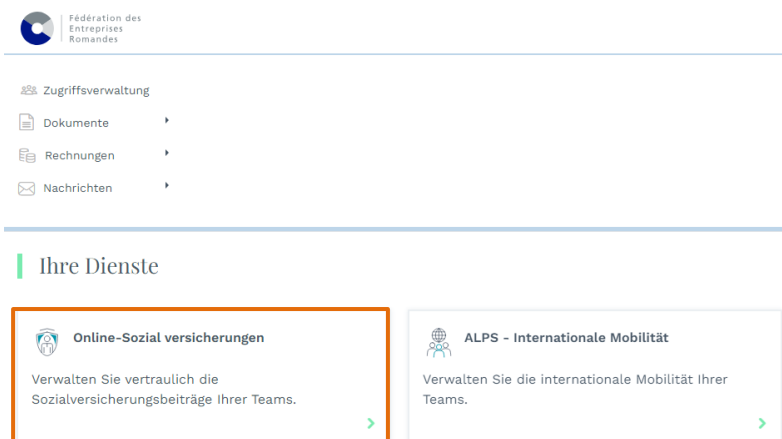 Fédération des
Entreprises
Romandes
Zugriffsverwaltung
Dokumente
Rechnungen
Nachrichten
Ihre Dienste
Online-Sozial versicherungen
Verwalten Sie vertraulich die
Sozialversicherungsbeiträge Ihrer Teams.
ALPS - Internationale Mobilität
Verwalten Sie die internationale Mobilität Ihrer
Teams.